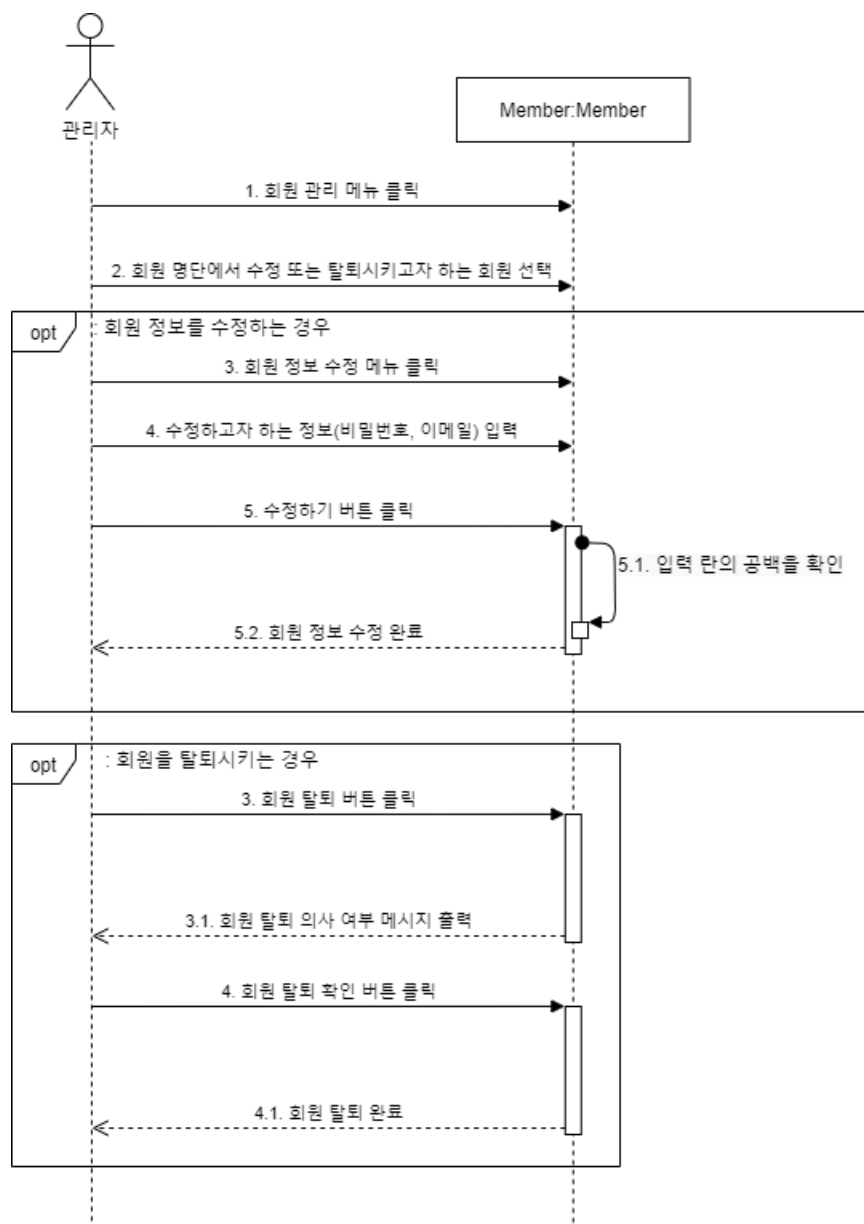 관리자
Member:Member
1. 회원 관리 메뉴 클릭
2. 회원 명단에서 수정 또는 탈퇴시키고자 하는 회원 선택
opt
: 회원 정보를 수정하는 경우
3. 회원 정보 수정 메뉴 클릭
4. 수정하고자 하는 정보(비밀번호, 이메일) 입력
5. 수정하기 버튼 클릭
5.1. 입력 란의 공백을 확인
5.2. 회원 정보 수정 완료
opt
: 회원을 탈퇴시키는 경우
3. 회원 탈퇴 버튼 클릭
3.1. 회원 탈퇴 의사 여부 메시지 출력
4. 회원 탈퇴 확인 버튼 클릭
4.1. 회원 탈퇴 완료